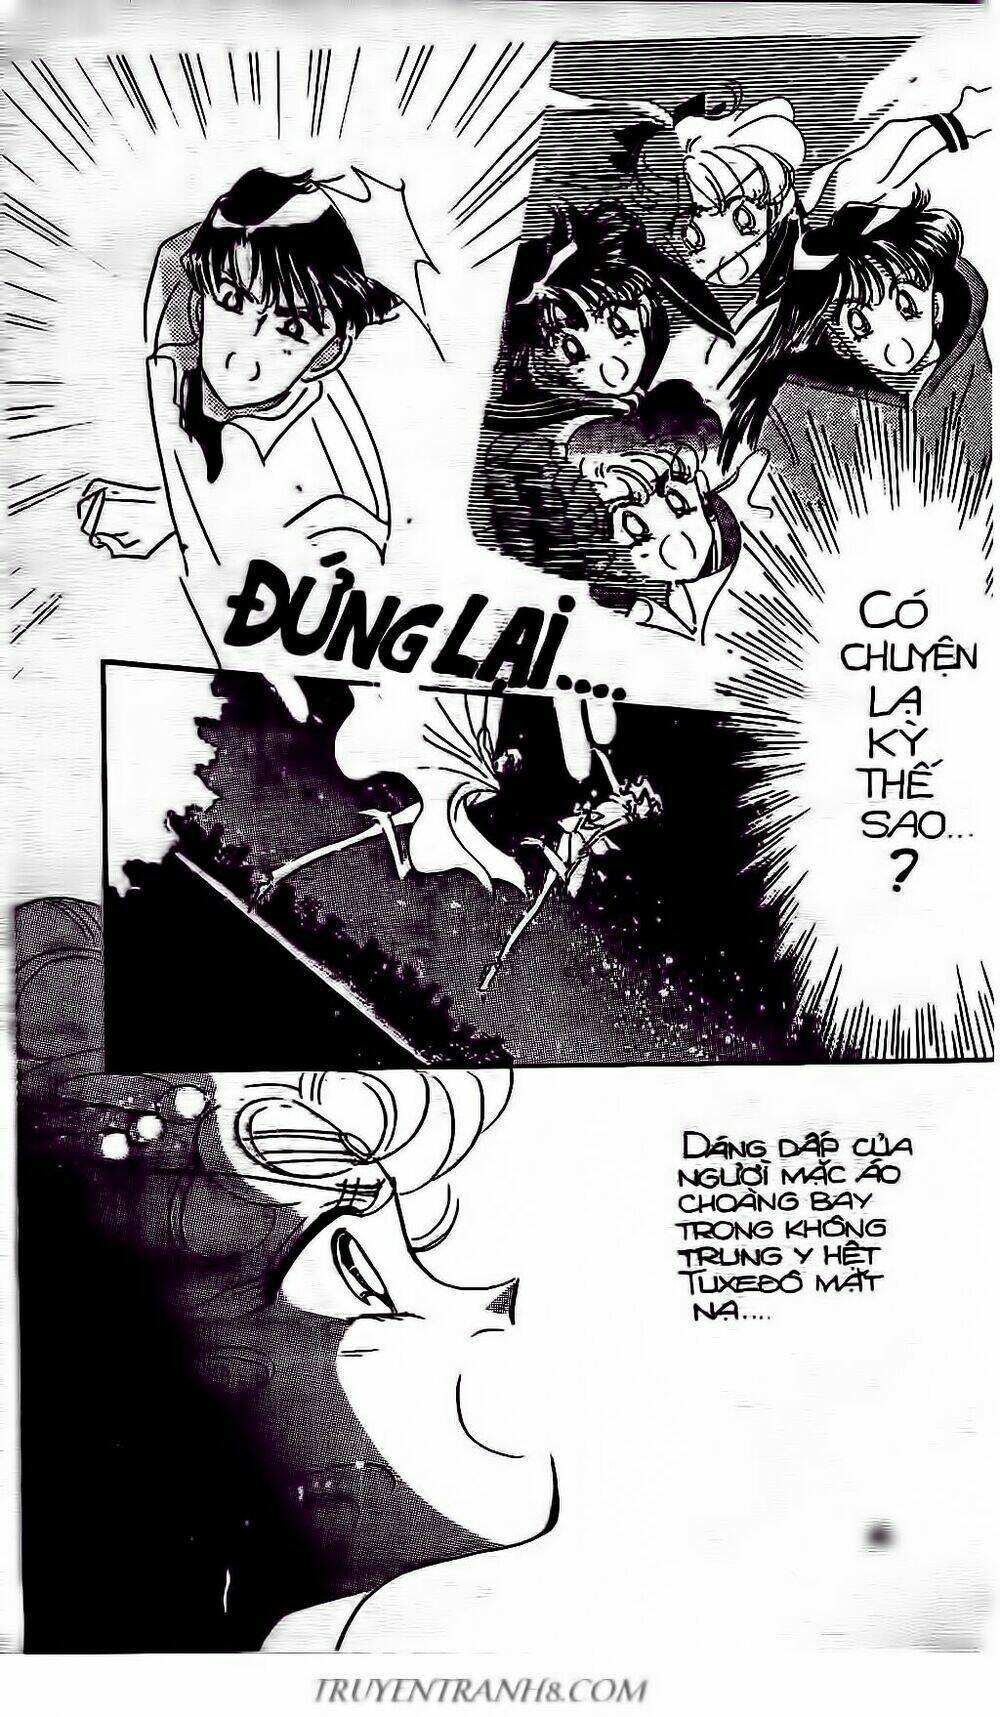 ĐỨNG LẠI....
CÓ
CHUYỆN
LẠ
KỲ
THẾ
SAO...
?
DÁNG DẤP CỦA
NGƯỜI MẶC ÁO
CHOÀNG BAY
TRONG KHÔNG
TRUNG Y HỆT
TUXEĐÔ MẶT
NẠ....
TRUYENTRANH8.COM